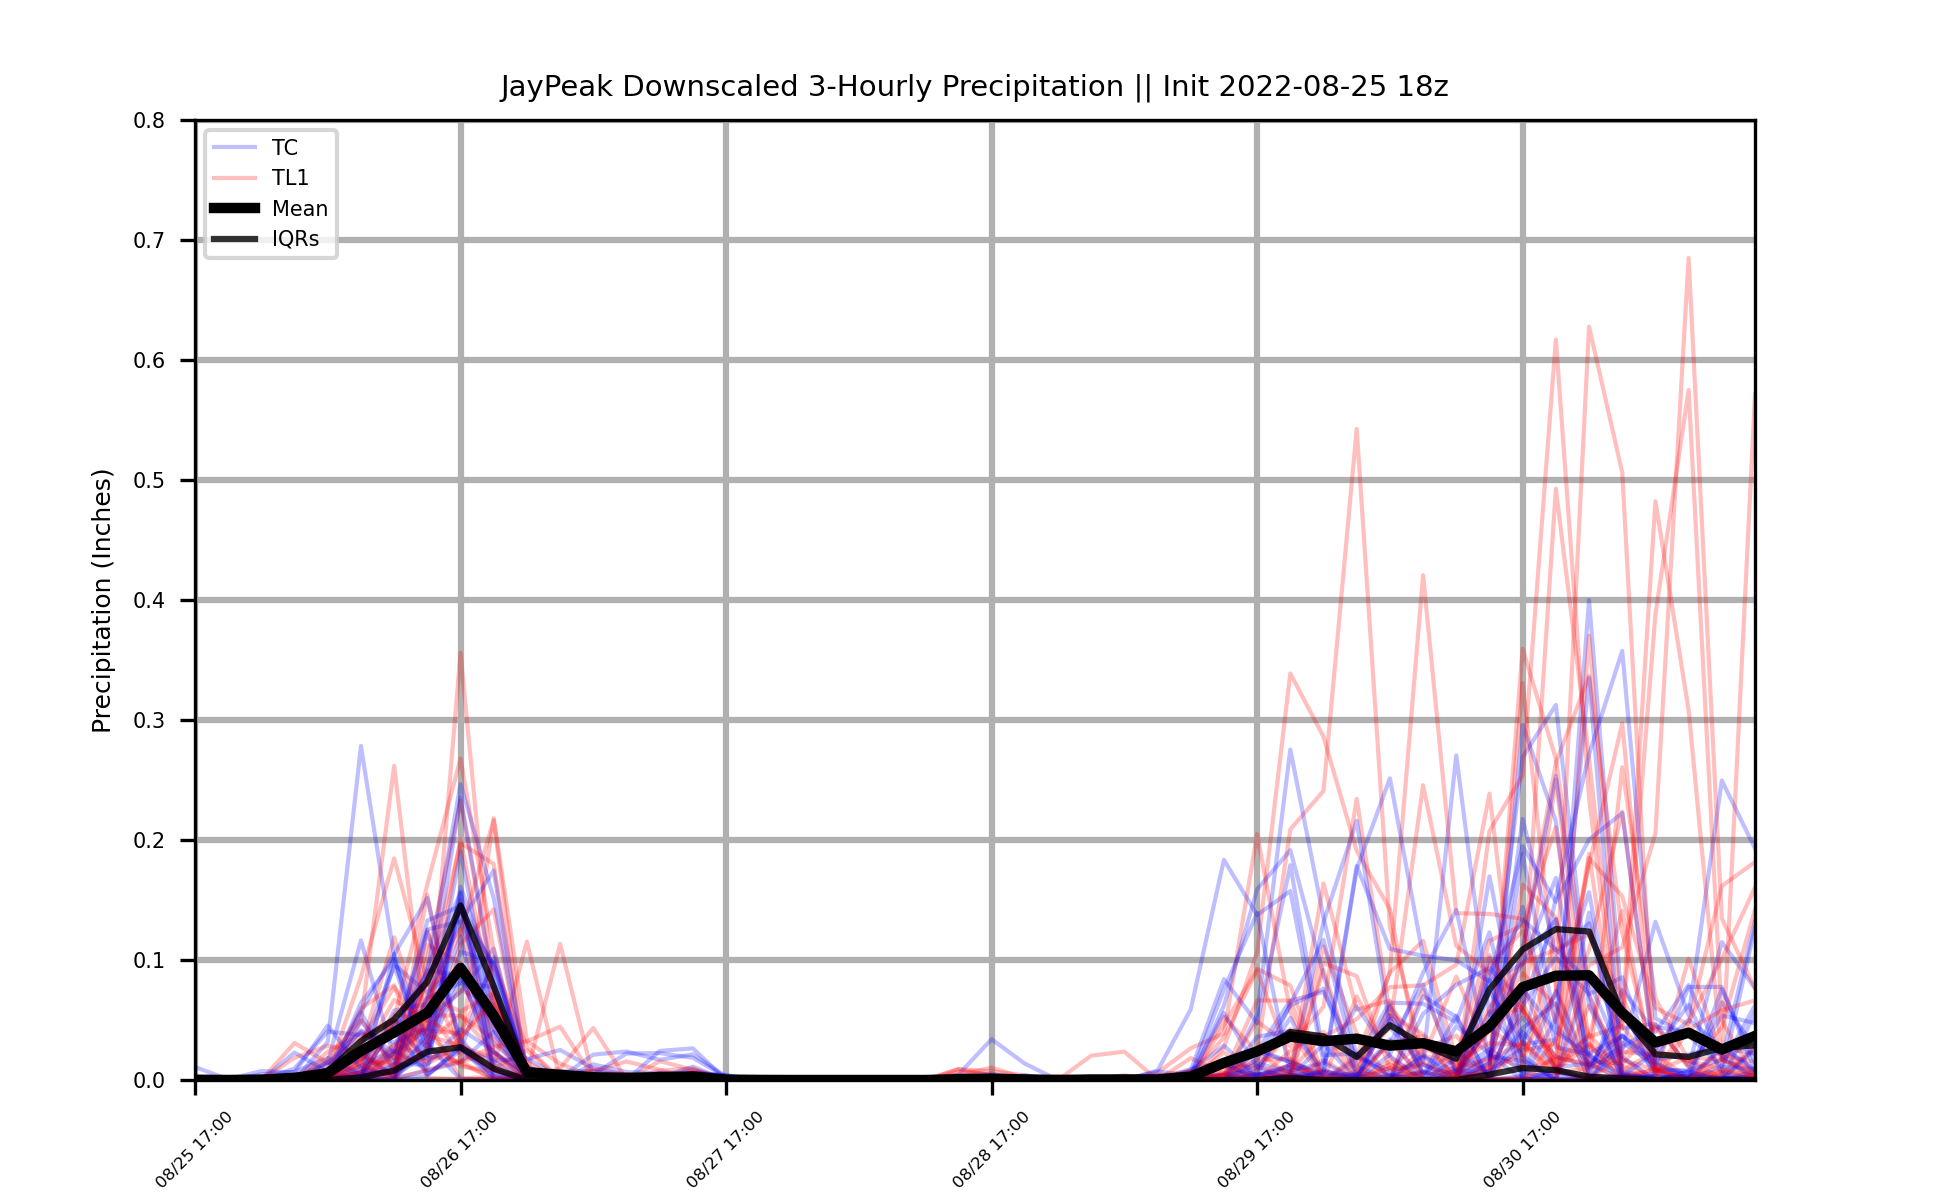 JayPeak Downscaled 3-Hourly Precipitation || Init 2022-08-25 18z
TC
TL1
Mean
IQRs
Precipitation (Inches)
0.8
0.7
0.6
0.5
0.4
0.3
0.2
0.1
0.0
08/25 17:00
08/26 17:00
08/27 17:00
08/28 17:00
08/29 17:00
08/30 17:00